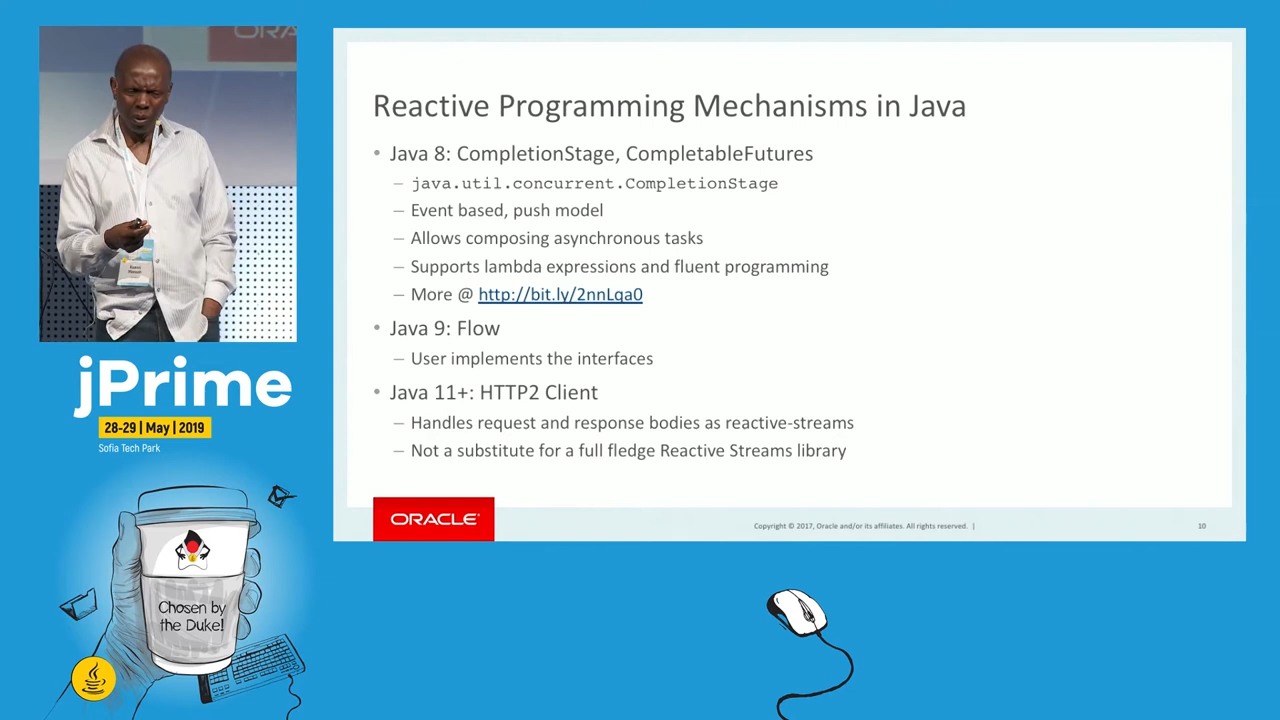 ORA
jPrime
28-29 | May | 2019
Sofia Tech Park
Chosen by
the Duke!
Reactive Programming Mechanisms in Java
• Java 8: CompletionStage, CompletableFutures
– java.util.concurrent.CompletionStage
– Event based, push model
– Allows composing asynchronous tasks
– Supports lambda expressions and fluent programming
– More @ http://bit.ly/2nnLqa0
• Java 9: Flow
– User implements the interfaces
• Java 11+: HTTP2 Client
– Handles request and response bodies as reactive-streams
– Not a substitute for a full fledge Reactive Streams library
ORACLE
Copyright © 2017, Oracle and/or its affiliates. All rights reserved. |
10